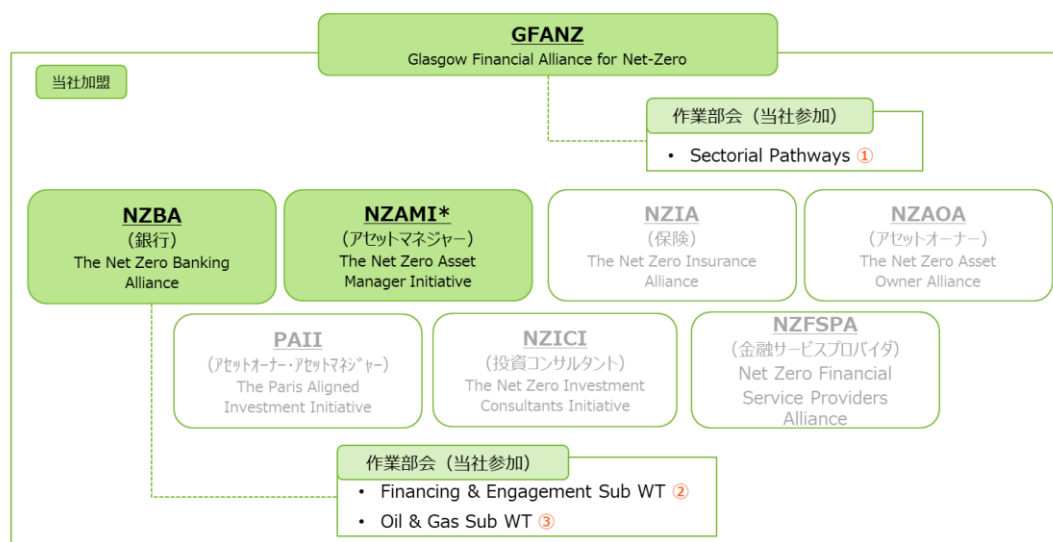 GFANZ
Glasgow Financial Alliance for Net-Zero
当社加盟
作業部会（当社参加）
• Sectorial Pathways ①
NZBA
（銀行）
The Net Zero Banking
Alliance
NZAMI*
（アセットマネジャー）
The Net Zero Asset
Manager Initiative
NZIA
（保険）
The Net Zero Insurance
Alliance
NZAOA
（アセットオーナー）
The Net Zero Asset
Owner Alliance
PAII
（ｱｾｯﾄｵｰﾅｰ・ｱｾｯﾄﾏﾈｼﾞｬｰ）
The Paris Aligned
Investment Initiative
NZICI
（投資コンサルタント）
The Net Zero Investment
Consultants Initiative
NZFSPA
（金融サービスプロバイダ）
Net Zero Financial
Service Providers
Alliance
作業部会（当社参加）
• Financing & Engagement Sub WT ②
• Oil & Gas Sub WT ③